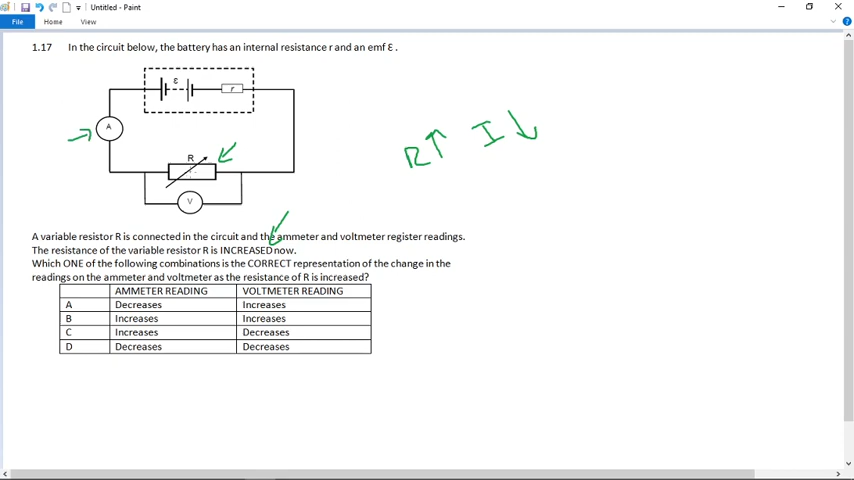 Untitled - Paint
File Home View
1.17 In the circuit below, the battery has an internal resistance r and an emf Ɛ .
ε
r
A
R
V
R↑ I↓
A variable resistor R is connected in the circuit and the ammeter and voltmeter register readings.
The resistance of the variable resistor R is INCREASED now.
Which ONE of the following combinations is the CORRECT representation of the change in the
readings on the ammeter and voltmeter as the resistance of R is increased?
AMMETER READING VOLTMETER READING
A Decreases Increases
B Increases Increases
C Increases Decreases
D Decreases Decreases